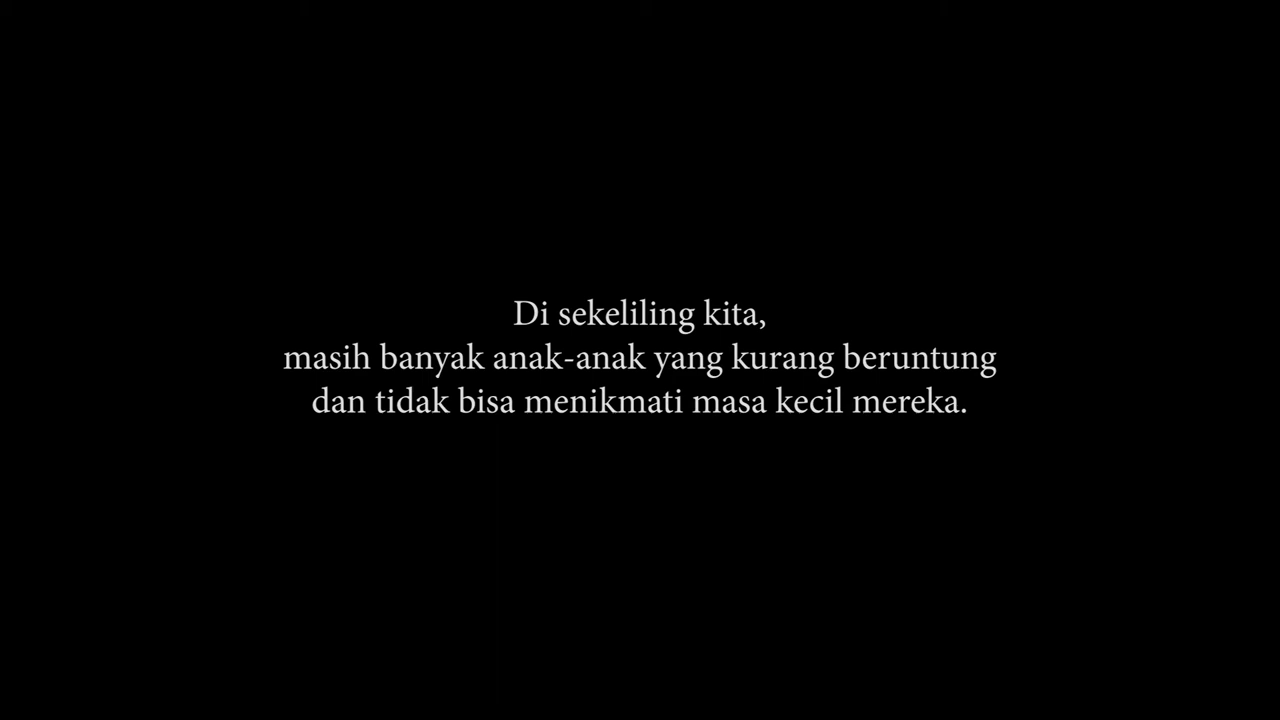 Di sekeliling kita,
masih banyak anak-anak yang kurang beruntung
dan tidak bisa menikmati masa kecil mereka.